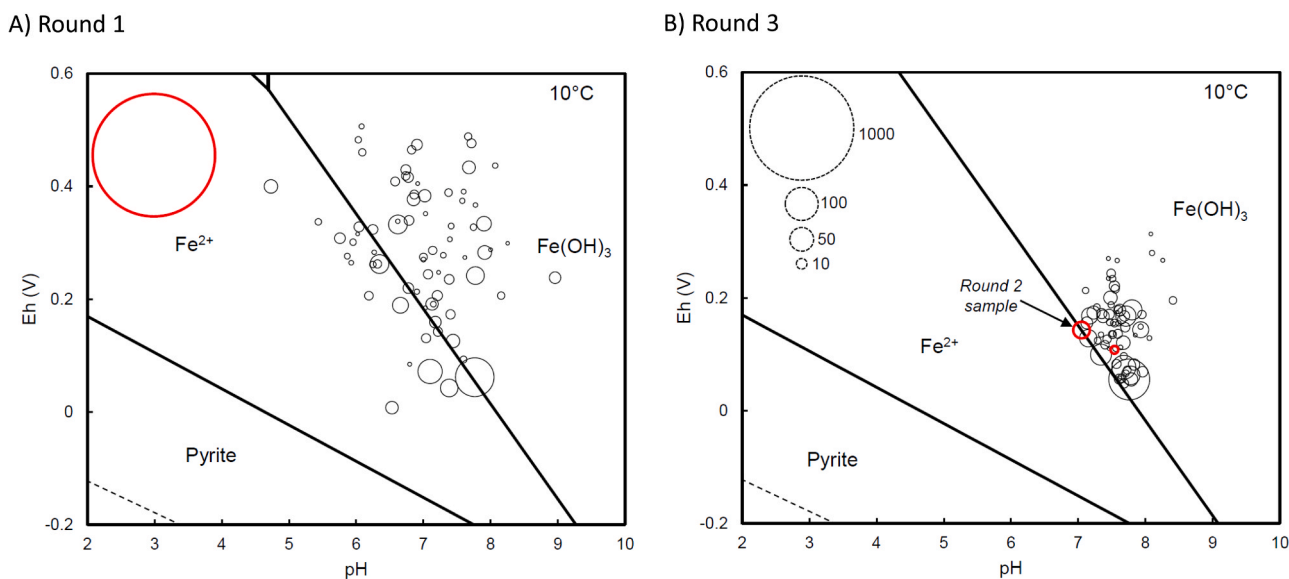 A) Round 1
0.6
0.4
0.2
0
-0.2
2
3
4
5
6
7
8
9
10
Eh (V)
pH
10°C
Fe²⁺
Fe(OH)₃
Pyrite
B) Round 3
0.6
0.4
0.2
0
-0.2
2
3
4
5
6
7
8
9
10
Eh (V)
pH
10°C
1000
100
50
10
Fe(OH)₃
Round 2
sample
Fe²⁺
Pyrite